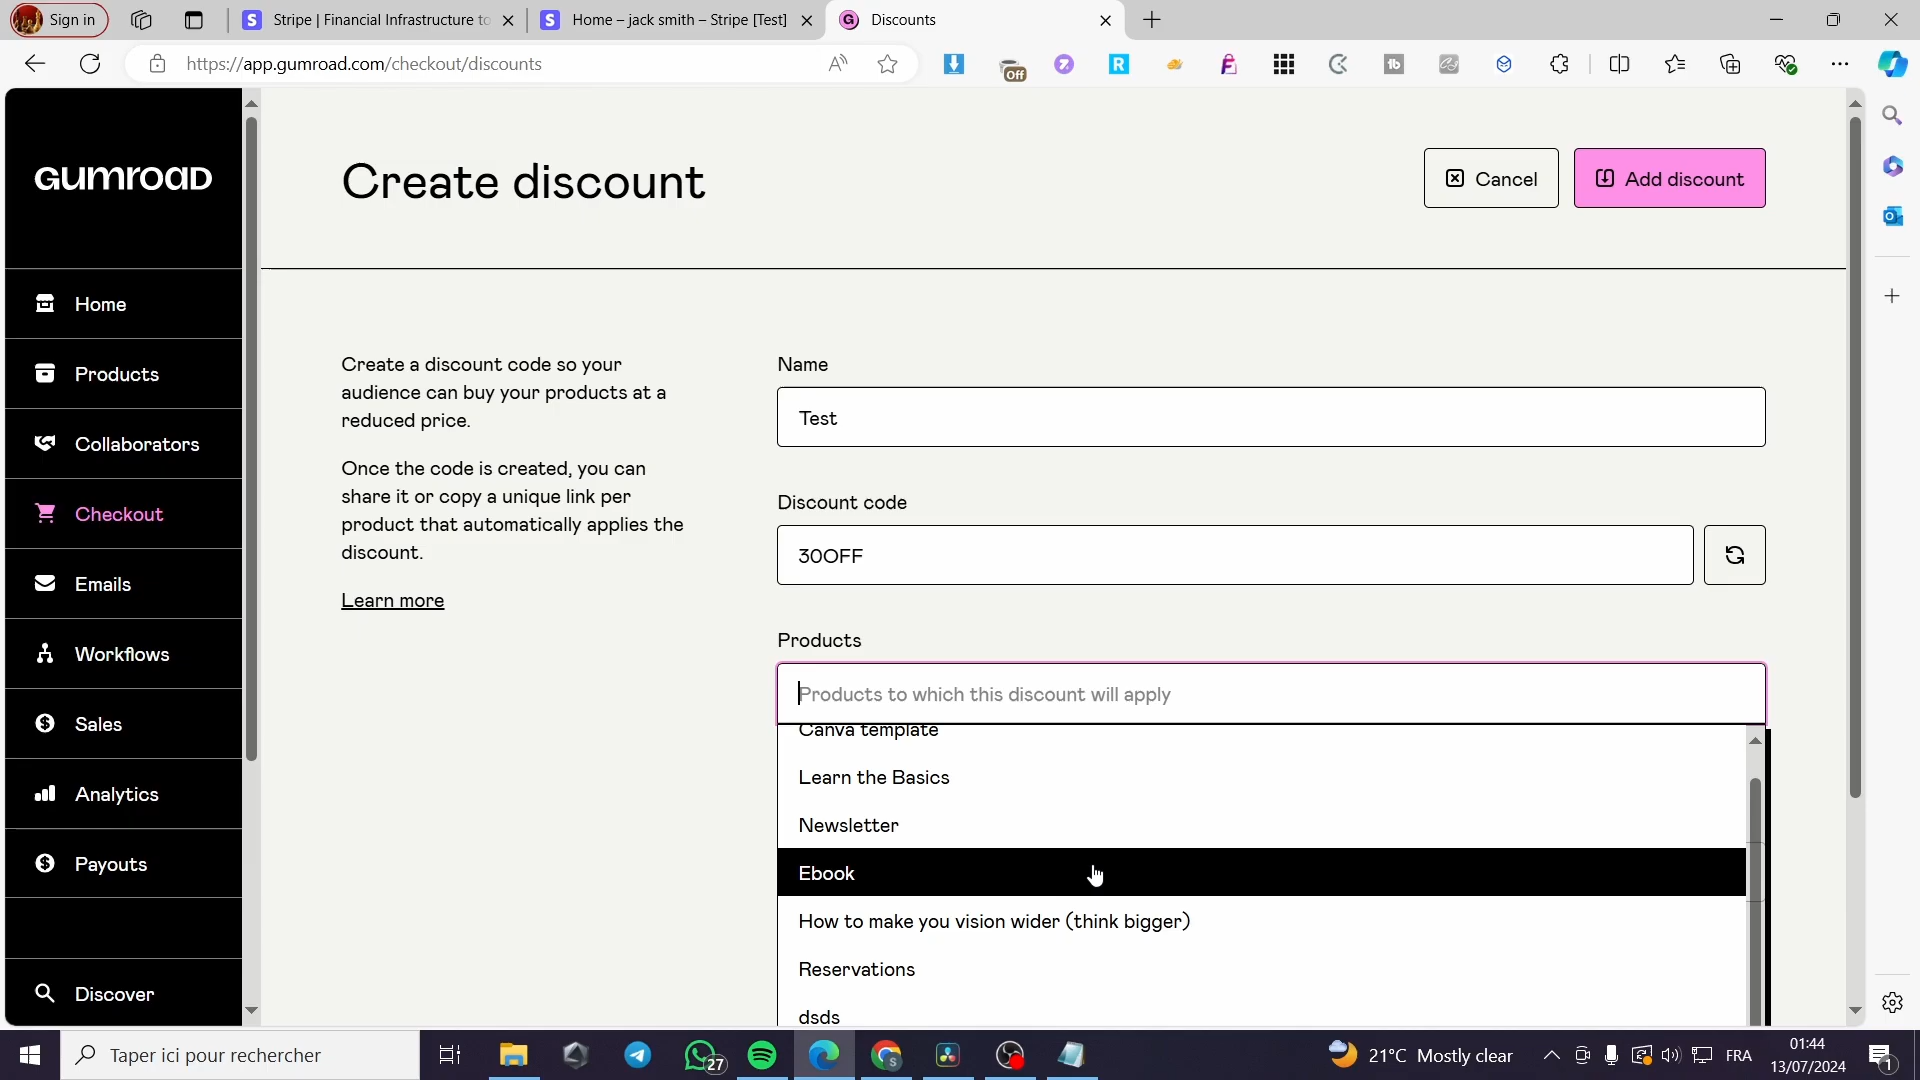 Sign in
Stripe | Financial Infrastructure to
Home – jack smith – Stripe [Test]
Discounts
https://app.gumroad.com/checkout/discounts
Off
GUMROAD
Create discount
Cancel
Add discount
Home
Products
Collaborators
Checkout
Emails
Workflows
Sales
Analytics
Payouts
Discover
Create a discount code so your
audience can buy your products at a
reduced price.
Once the code is created, you can
share it or copy a unique link per
product that automatically applies the
discount.
Learn more
Name
Test
Discount code
30OFF
Products
Products to which this discount will apply
Canva template
Learn the Basics
Newsletter
Ebook
How to make you vision wider (think bigger)
Reservations
dsds
Taper ici pour rechercher
27
21°C Mostly clear
FRA
01:44
13/07/2024
1